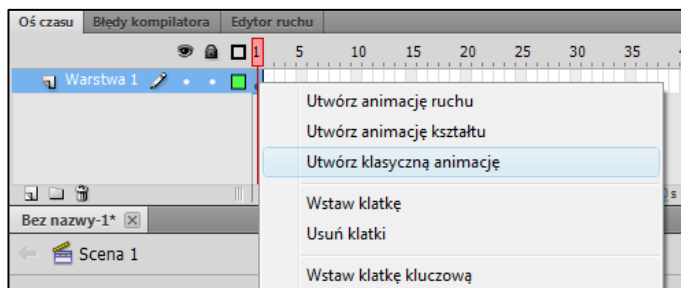 Oś czasu Błędy kompilatora Edytor ruchu
1 5 10 15 20 25 30 35
Warstwa 1
Utwórz animację ruchu
Utwórz animację kształtu
Utwórz klasyczną animację
s
Wstaw klatkę
Bez nazwy-1*
Usuń klatki
Scena 1
Wstaw klatkę kluczową